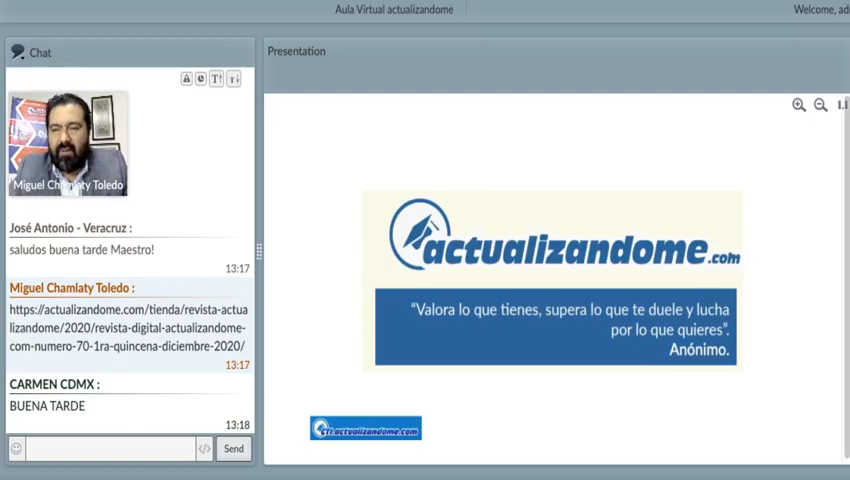 Aula Virtual actualizandome
Welcome,
Chat
Presentation
Miguel Chamlaty Toledo
José Antonio - Veracruz :
saludos buena tarde Maestro!
13:17
Miguel Chamlaty Toledo :
https://actualizandome.com/tienda/revista-actua
lizandome/2020/revista-digital-actualizandome-
com-numero-70-1ra-quincena-diciembre-2020/
13:17
CARMEN CDMX :
BUENA TARDE
13:18
Send
actualizandome.com
“Valora lo que tienes, supera lo que te duele y lucha
por lo que quieres”.
Anónimo.
actualizandome.com